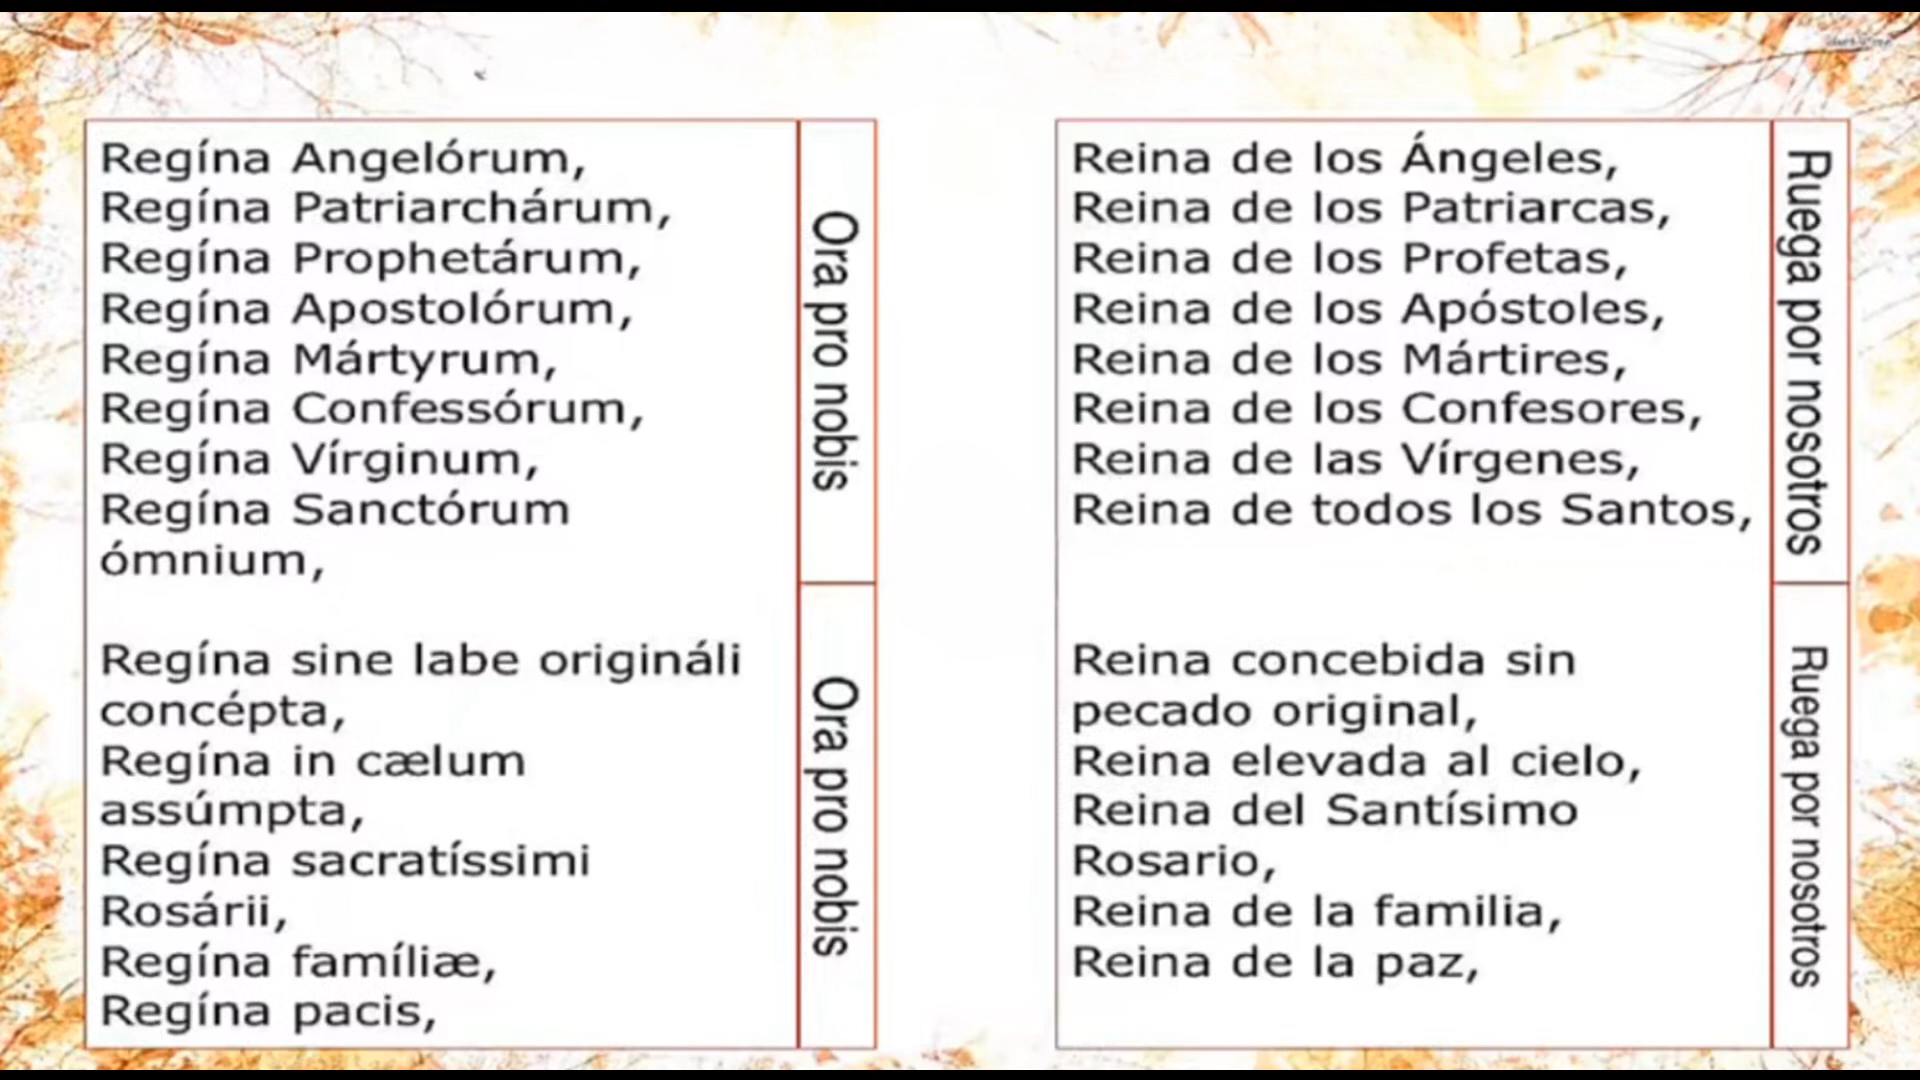 Regína Angelórum,
Regína Patriarchárum,
Regína Prophetárum,
Regína Apostolórum,
Regína Mártyrum,
Regína Confessórum,
Regína Vírginum,
Regína Sanctórum
ómnium,
Ora pro nobis
Regína sine labe origináli
concépta,
Regína in cælum
assúmpta,
Regína sacratíssimi
Rosárii,
Regína famíliæ,
Regína pacis,
Ora pro nobis
Reina de los Ángeles,
Reina de los Patriarcas,
Reina de los Profetas,
Reina de los Apóstoles,
Reina de los Mártires,
Reina de los Confesores,
Reina de las Vírgenes,
Reina de todos los Santos,
Ruega por nosotros
Reina concebida sin
pecado original,
Reina elevada al cielo,
Reina del Santísimo
Rosario,
Reina de la familia,
Reina de la paz,
Ruega por nosotros